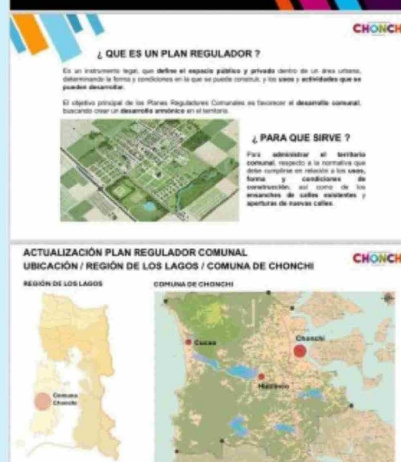 CHONCHI
¿ QUE ES UN PLAN REGULADOR ?
Es un instrumento legal, que define el espacio público y privado dentro de un área urbana,
determinando la forma y condiciones en la que se puede construir, y los usos y actividades que se
pueden desarrollar.
El objetivo principal de los Planes Reguladores Comunales es favorecer el desarrollo comunal,
buscando crear un desarrollo armónico en el territorio.
¿ PARA QUE SIRVE ?
Para administrar el territorio
comunal, respecto a la normativa que
debe cumplirse en relación a los usos,
forma y condiciones de
construcción, así como de los
ensanches de calles existentes y
aperturas de nuevas calles.
ACTUALIZACIÓN PLAN REGULADOR COMUNAL
UBICACIÓN / REGIÓN DE LOS LAGOS / COMUNA DE CHONCHI
CHONCHI
REGIÓN DE LOS LAGOS
COMUNA DE CHONCHI
Comuna
Chonchi
Cucao
Chonchi
Huillinco